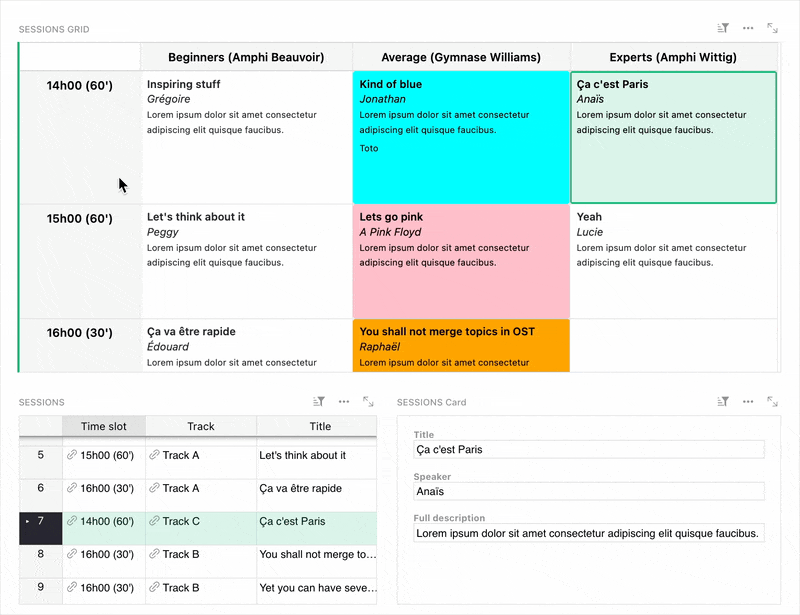 SESSIONS GRID
Beginners (Amphi Beauvoir) Average (Gymnase Williams) Experts (Amphi Wittig)
14h00 (60')
Inspiring stuff
Grégoire
Lorem ipsum dolor sit amet consectetur
adipiscing elit quisque faucibus.
Kind of blue
Jonathan
Lorem ipsum dolor sit amet consectetur
adipiscing elit quisque faucibus.
Toto
Ça c'est Paris
Anaïs
Lorem ipsum dolor sit amet consectetur
adipiscing elit quisque faucibus.
15h00 (60')
Let's think about it
Peggy
Lorem ipsum dolor sit amet consectetur
adipiscing elit quisque faucibus.
Lets go pink
A Pink Floyd
Lorem ipsum dolor sit amet consectetur
adipiscing elit quisque faucibus.
Yeah
Lucie
Lorem ipsum dolor sit amet consectetur
adipiscing elit quisque faucibus.
16h00 (30')
Ça va être rapide
Édouard
Lorem ipsum dolor sit amet consectetur
You shall not merge topics in OST
Raphaël
Lorem ipsum dolor sit amet consectetur
SESSIONS
Time slot Track Title
5 15h00 (60') Track A Let's think about it
6 16h00 (30') Track A Ça va être rapide
7 14h00 (60') Track C Ça c'est Paris
8 16h00 (30') Track B You shall not merge to...
9 16h00 (30') Track B Yet you can have seve...
SESSIONS Card
Title
Ça c'est Paris
Speaker
Anaïs
Full description
Lorem ipsum dolor sit amet consectetur adipiscing elit quisque faucibus.